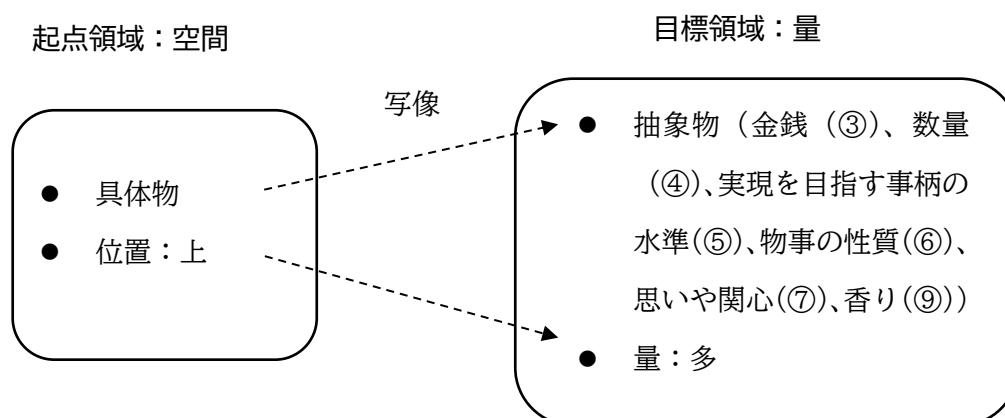 起点領域：空間
目標領域：量
写像
● 具体物
● 位置：上
● 抽象物（金銭（③）、数量
（④）、実現を目指す事柄の
水準(⑤)、物事の性質(⑥)、
思いや関心(⑦)、香り(⑨))
● 量：多